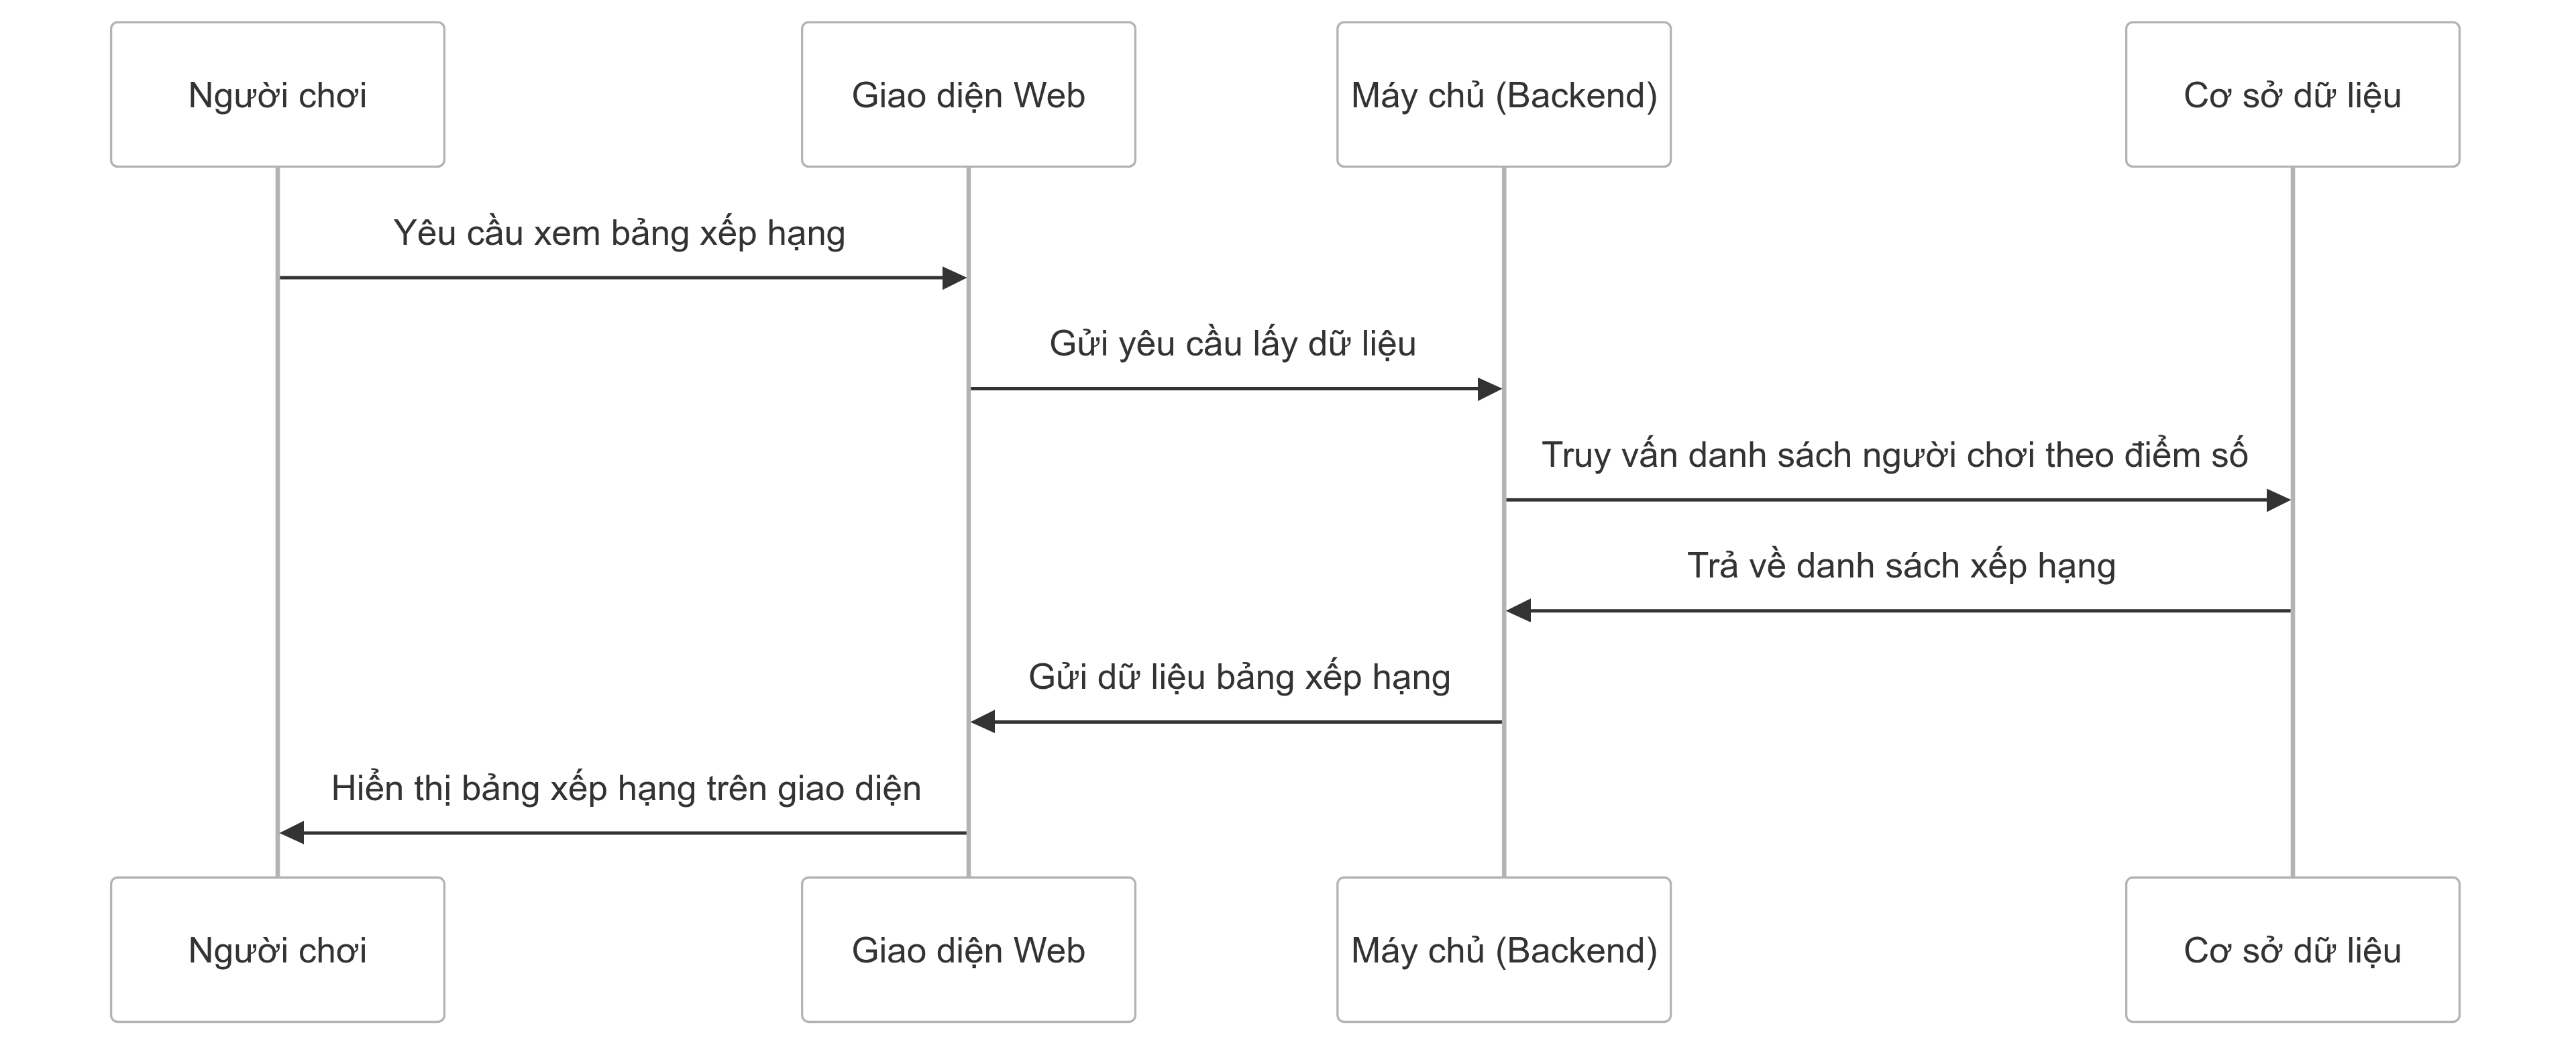 Người chơi
Giao diện Web
Máy chủ (Backend)
Cơ sở dữ liệu
Yêu cầu xem bảng xếp hạng
Gửi yêu cầu lấy dữ liệu
Truy vấn danh sách người chơi theo điểm số
Trả về danh sách xếp hạng
Gửi dữ liệu bảng xếp hạng
Hiển thị bảng xếp hạng trên giao diện
Người chơi
Giao diện Web
Máy chủ (Backend)
Cơ sở dữ liệu